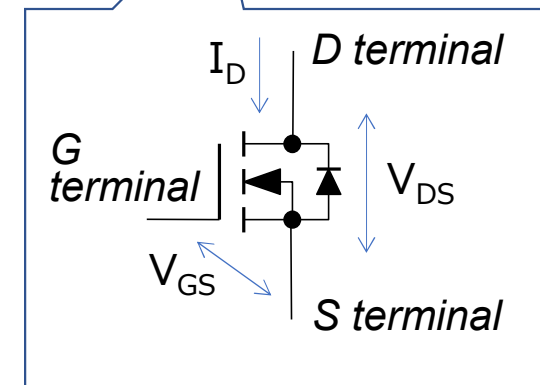 I_D
D terminal
G
terminal
V_DS
V_GS
S terminal